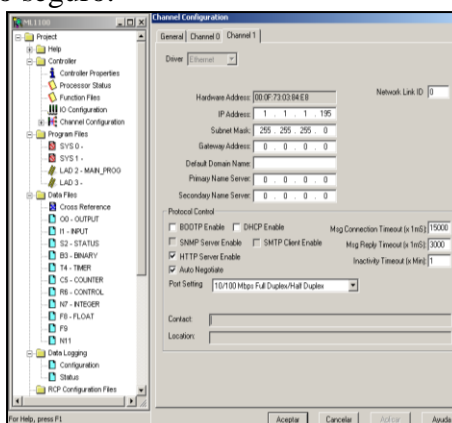 o seguro.
ML1100
Project
Help
Controller
Controller Properties
Processor Status
Function Files
IO Configuration
Channel Configuration
Program Files
SYS 0 -
SYS 1 -
LAD 2 - MAIN_PROG
LAD 3 -
Data Files
Cross Reference
O0 - OUTPUT
I1 - INPUT
S2 - STATUS
B3 - BINARY
T4 - TIMER
C5 - COUNTER
R6 - CONTROL
N7 - INTEGER
F8 - FLOAT
F9
N11
Data Logging
Configuration
Status
RCP Configuration Files
For Help, press F1
Channel Configuration
General Channel 0 Channel 1
Driver Ethernet
Hardware Address: 00:0F:73:03:84:EB Network Link ID: 0
IP Address: 1 . 1 . 1 . 195
Subnet Mask: 255 . 255 . 255 . 0
Gateway Address: 0 . 0 . 0 . 0
Default Domain Name:
Primary Name Server: 0 . 0 . 0 . 0
Secondary Name Server: 0 . 0 . 0 . 0
Protocol Control
BOOTP Enable DHCP Enable Msg Connection Timeout (x 1mS): 15000
SNMP Server Enable SMTP Client Enable Msg Reply Timeout (x 1mS): 3000
HTTP Server Enable Inactivity Timeout (x Min): 1
Auto Negotiate
Port Setting 10/100 Mbps Full Duplex/Half Duplex
Contact:
Location:
Aceptar Cancelar Aplicar Ayuda